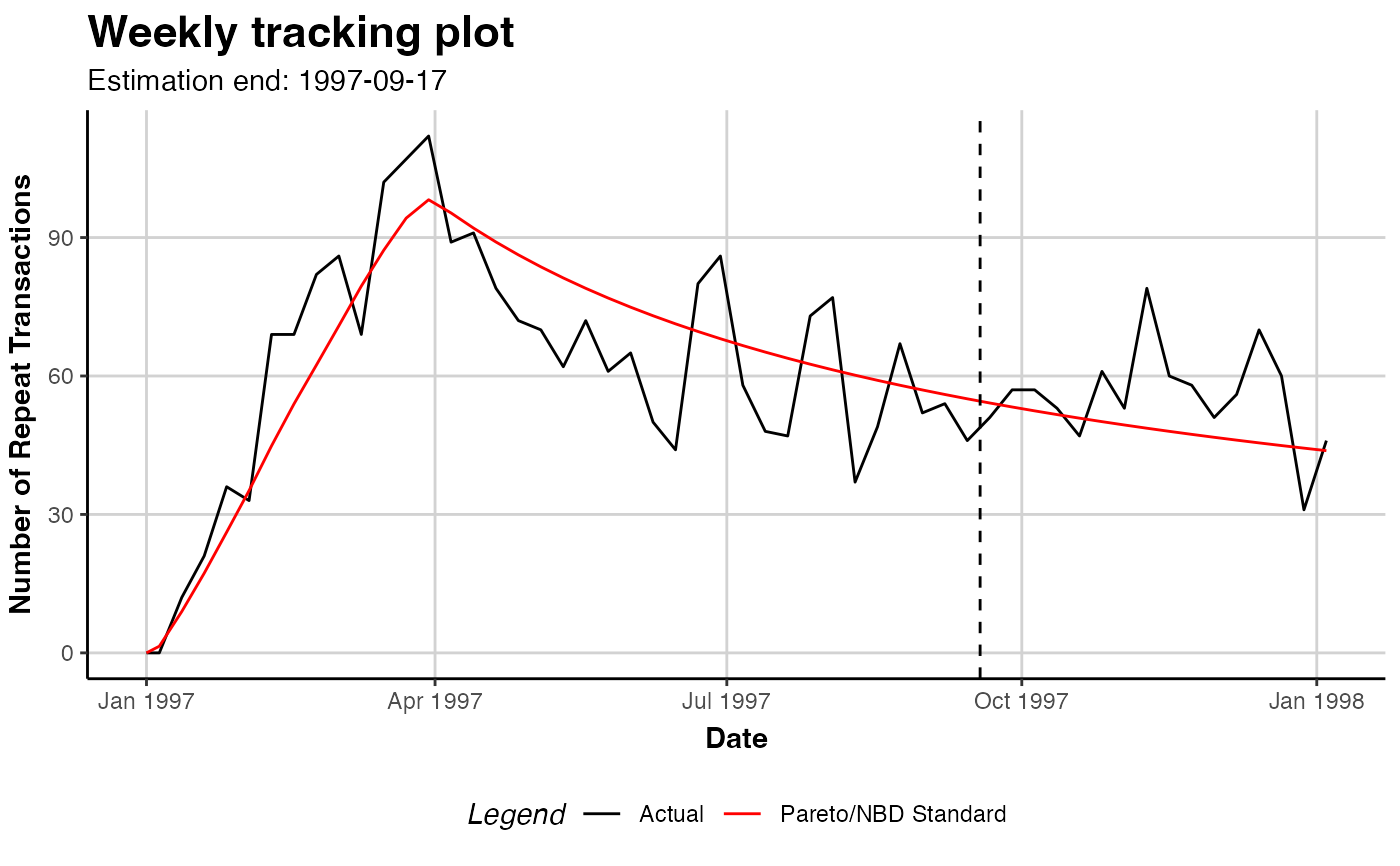 Weekly tracking plot
Estimation end: 1997-09-17
Number of Repeat Transactions
90
60
30
0
Jan 1997 Apr 1997 Jul 1997 Oct 1997 Jan 1998
Date
Legend Actual Pareto/NBD Standard